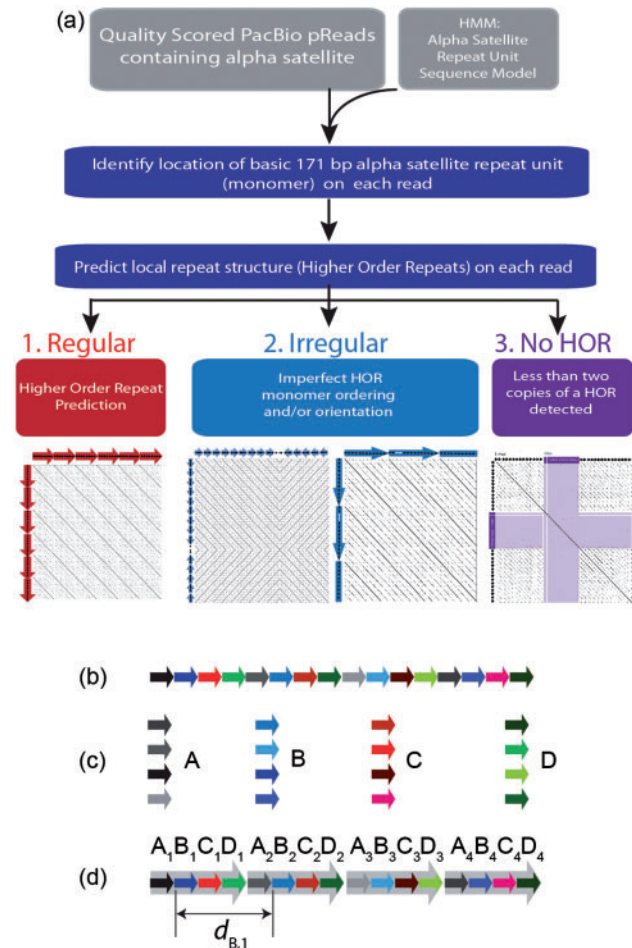 (a)
Quality Scored PacBio pReads
containing alpha satellite
HMM:
Alpha Satellite
Repeat Unit
Sequence Model
Identify location of basic 171 bp alpha satellite repeat unit
(monomer) on each read
Predict local repeat structure (Higher Order Repeats) on each read
1. Regular
2. Irregular
3. No HOR
Higher Order Repeat
Prediction
Imperfect HOR
monomer ordering
and/or orientation
Less than two
copies of a HOR
detected
(b)
(c)
A
B
C
D
A₁B₁C₁D₁ A₂B₂C₂D₂ A₃B₃C₃D₃ A₄B₄C₄D₄
(d)
d_B,1